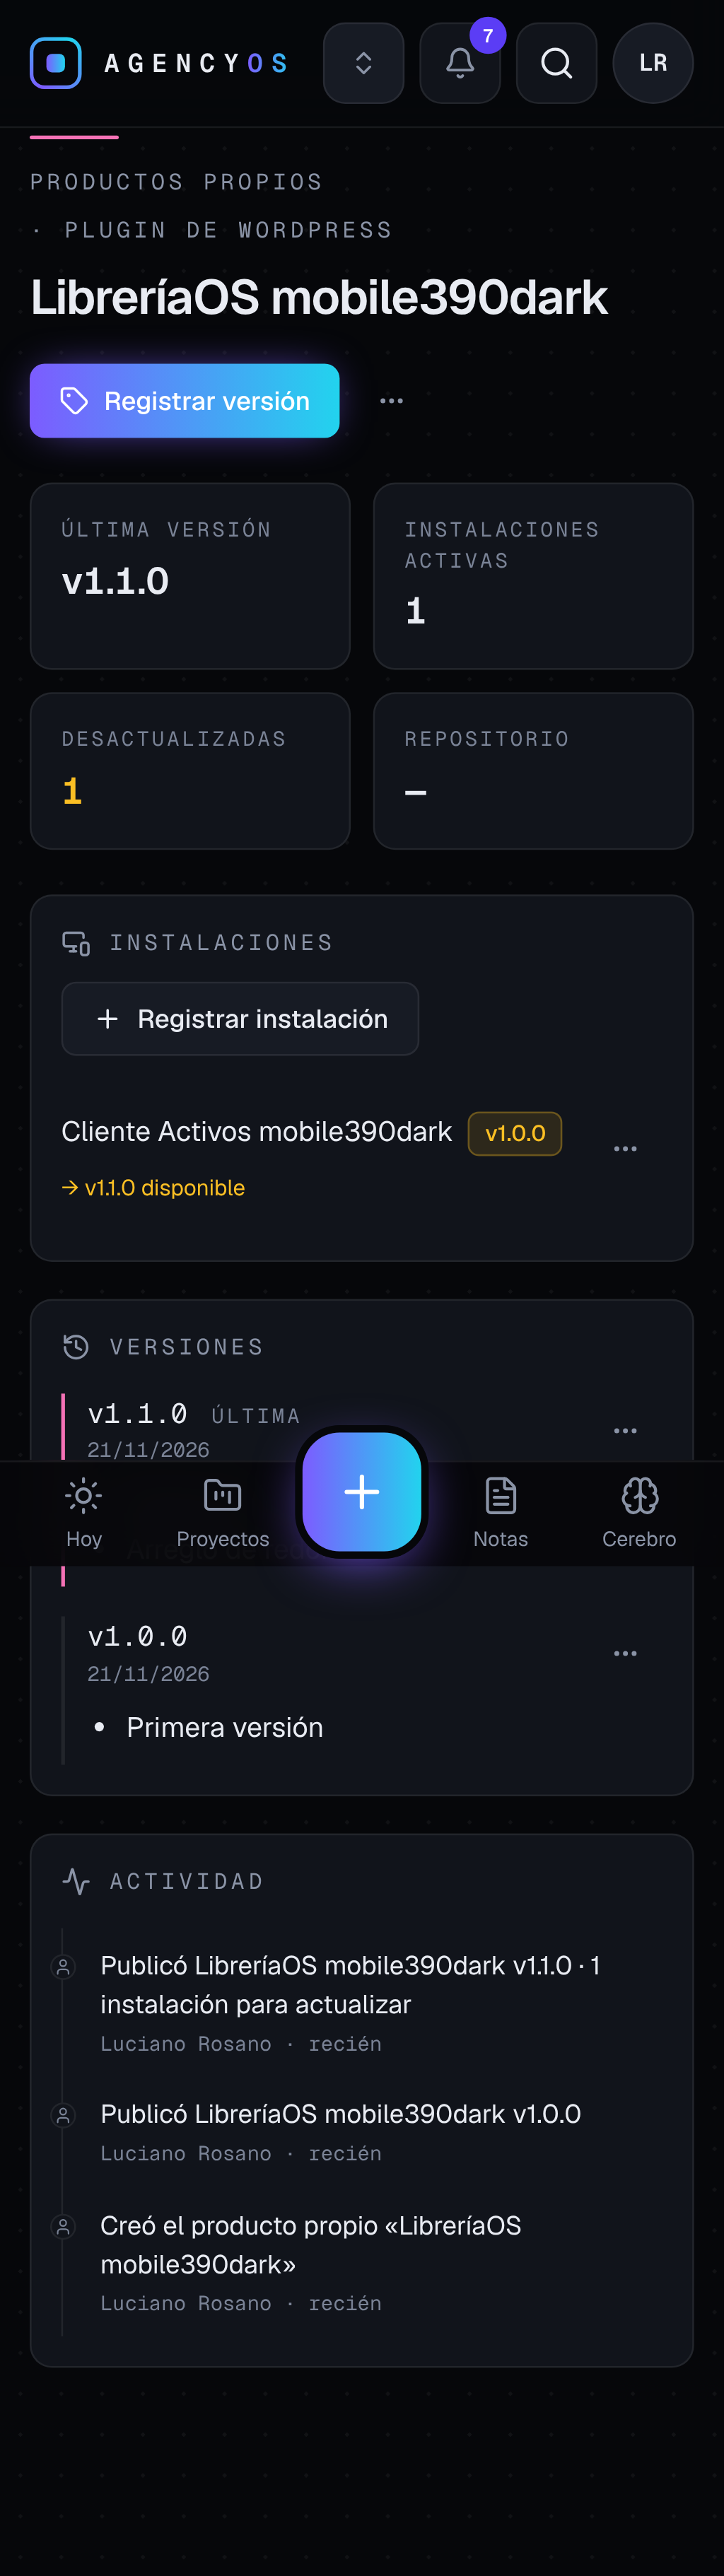 AGENCYOS
7
LR
PRODUCTOS PROPIOS
· PLUGIN DE WORDPRESS
LibreríaOS mobile390dark
Registrar versión
ÚLTIMA VERSIÓN
v1.1.0
INSTALACIONES
ACTIVAS
1
DESACTUALIZADAS
1
REPOSITORIO
—
INSTALACIONES
Registrar instalación
Cliente Activos mobile390dark
v1.0.0
→ v1.1.0 disponible
VERSIONES
v1.1.0 ÚLTIMA
21/11/2026
Hoy
Proyectos
Notas
Cerebro
v1.0.0
21/11/2026
• Primera versión
ACTIVIDAD
Publicó LibreríaOS mobile390dark v1.1.0 · 1
instalación para actualizar
Luciano Rosano · recién
Publicó LibreríaOS mobile390dark v1.0.0
Luciano Rosano · recién
Creó el producto propio «LibreríaOS
mobile390dark»
Luciano Rosano · recién